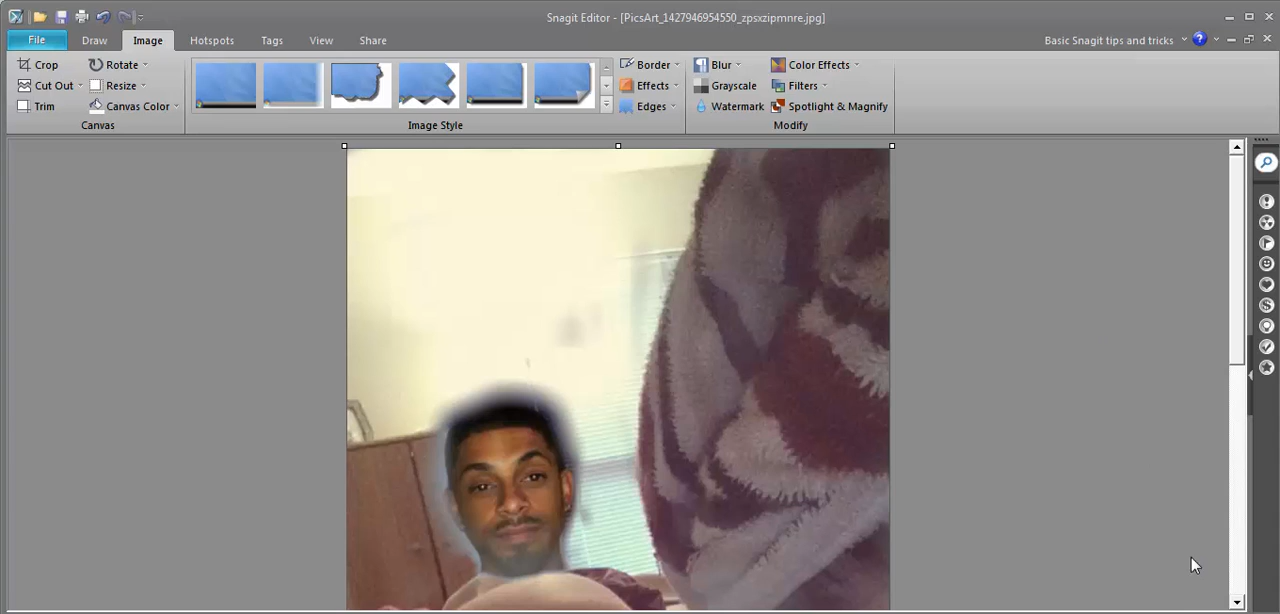 Snagit Editor - [PicsArt_1427946954550_zpsxzipmnre.jpg]
File Draw Image Hotspots Tags View Share Basic Snagit tips and tricks
Crop Rotate Border Blur Color Effects
Cut Out Resize Effects Grayscale Filters
Trim Canvas Color Edges Watermark Spotlight & Magnify
Canvas Image Style Modify